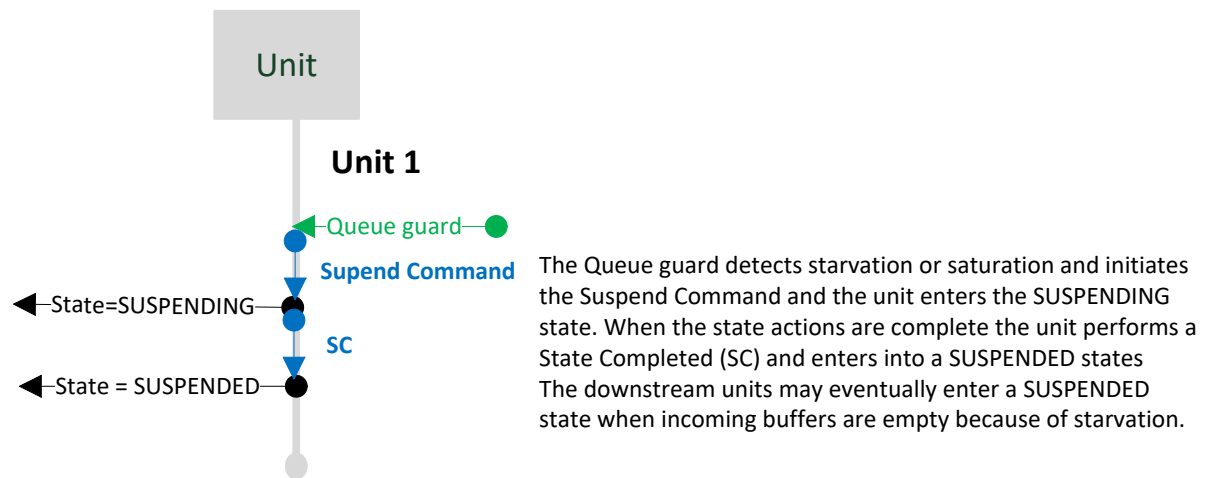 Unit
Unit 1
Queue guard
Supend Command
State=SUSPENDING
SC
State = SUSPENDED
The Queue guard detects starvation or saturation and initiates
the Suspend Command and the unit enters the SUSPENDING
state. When the state actions are complete the unit performs a
State Completed (SC) and enters into a SUSPENDED states
The downstream units may eventually enter a SUSPENDED
state when incoming buffers are empty because of starvation.